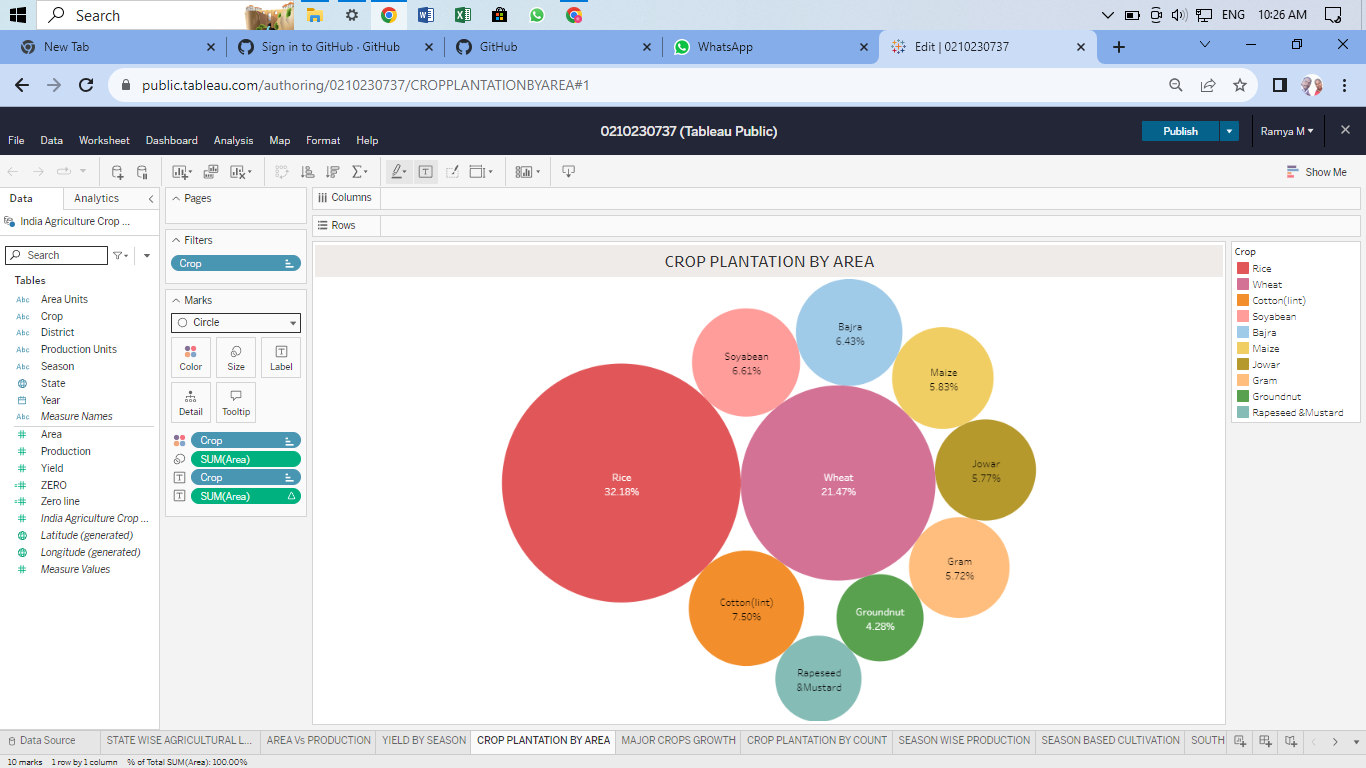 Search
ENG
10:26 AM
New Tab
Sign in to GitHub · GitHub
GitHub
WhatsApp
Edit | 0210230737
public.tableau.com/authoring/0210230737/CROPPLANTATIONBYAREA#1
0210230737 (Tableau Public)
Publish
Ramya M
File Data Worksheet Dashboard Analysis Map Format Help
Show Me
Data
Analytics
India Agriculture Crop ...
Search
Tables
Abc Area Units
Abc Crop
Abc District
Abc Production Units
Abc Season
State
Year
Abc Measure Names
Area
Production
Yield
ZERO
Zero line
India Agriculture Crop ...
Latitude (generated)
Longitude (generated)
Measure Values
Pages
Filters
Crop
Marks
Circle
Color
Size
Label
Detail
Tooltip
Crop
SUM(Area)
Crop
SUM(Area)
Columns
Rows
CROP PLANTATION BY AREA
Bajra
6.43%
Soyabean
6.61%
Maize
5.83%
Rice
32.18%
Wheat
21.47%
Jowar
5.77%
Gram
5.72%
Cotton(lint)
7.50%
Groundnut
4.28%
Rapeseed
&Mustard
Crop
Rice
Wheat
Cotton(lint)
Soyabean
Bajra
Maize
Jowar
Gram
Groundnut
Rapeseed &Mustard
Data Source
STATE WISE AGRICULTURAL L...
AREA Vs PRODUCTION
YIELD BY SEASON
CROP PLANTATION BY AREA
MAJOR CROPS GROWTH
CROP PLANTATION BY COUNT
SEASON WISE PRODUCTION
SEASON BASED CULTIVATION
SOUTH
10 marks 1 row by 1 column % of Total SUM(Area): 100.00%